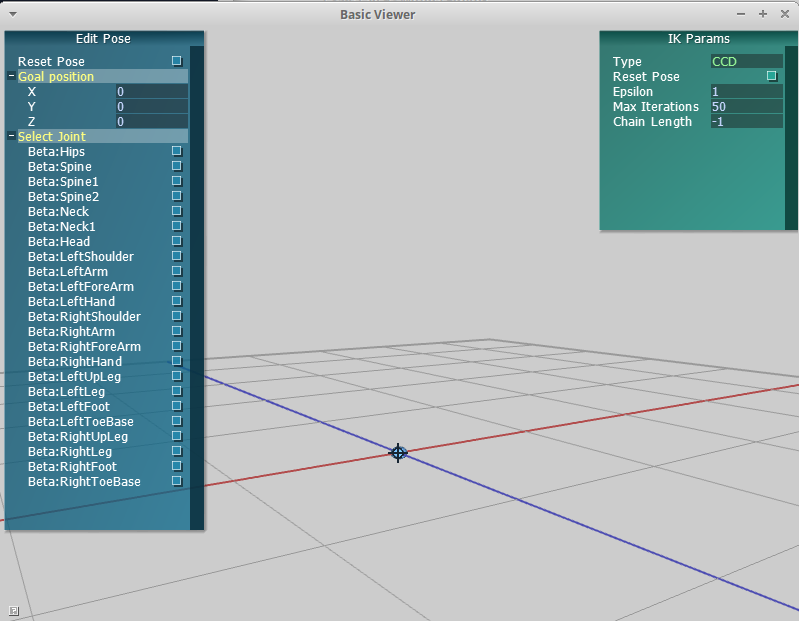 Basic Viewer
Edit Pose
Reset Pose
Goal position
X 0
Y 0
Z 0
Select Joint
Beta:Hips
Beta:Spine
Beta:Spine1
Beta:Spine2
Beta:Neck
Beta:Neck1
Beta:Head
Beta:LeftShoulder
Beta:LeftArm
Beta:LeftForeArm
Beta:LeftHand
Beta:RightShoulder
Beta:RightArm
Beta:RightForeArm
Beta:RightHand
Beta:LeftUpLeg
Beta:LeftLeg
Beta:LeftFoot
Beta:LeftToeBase
Beta:RightUpLeg
Beta:RightLeg
Beta:RightFoot
Beta:RightToeBase
IK Params
Type CCD
Reset Pose
Epsilon 1
Max Iterations 50
Chain Length -1